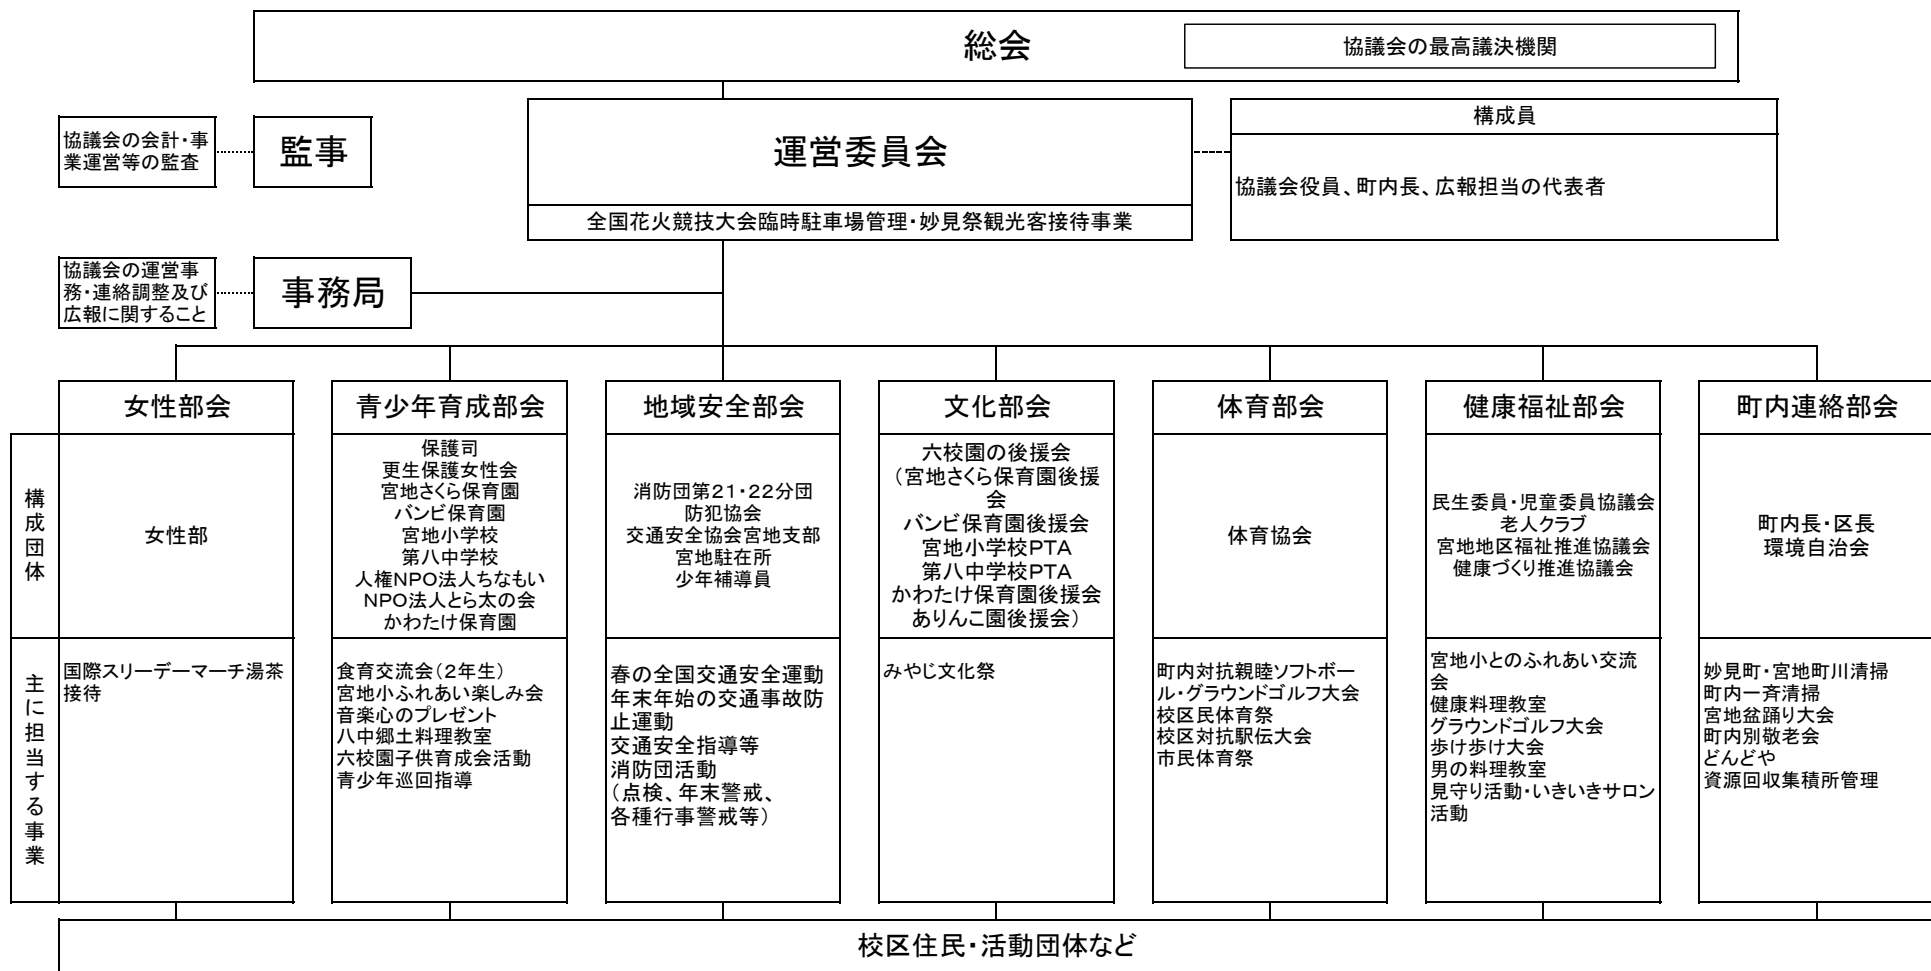 総会
協議会の最高議決機関
協議会の会計・事
業運営等の監査
監事
運営委員会
全国花火競技大会臨時駐車場管理・妙見祭観光客接待事業
構成員
協議会役員、町内長、広報担当の代表者
協議会の運営事
務・連絡調整及び
広報に関すること
事務局
女性部会
青少年育成部会
地域安全部会
文化部会
体育部会
健康福祉部会
町内連絡部会
構成団体
女性部
保護司
更生保護女性会
宮地さくら保育園
バンビ保育園
宮地小学校
第八中学校
人権NPO法人ちなもい
NPO法人とら太の会
かわたけ保育園
消防団第21・22分団
防犯協会
交通安全協会宮地支部
宮地駐在所
少年補導員
六校園の後援会
(宮地さくら保育園後援
会
バンビ保育園後援会
宮地小学校PTA
第八中学校PTA
かわたけ保育園後援会
ありんこ園後援会)
体育協会
民生委員・児童委員協議会
老人クラブ
宮地地区福祉推進協議会
健康づくり推進協議会
町内長・区長
環境自治会
主に担当する事業
国際スリーデーマーチ湯茶
接待
食育交流会(2年生)
宮地小ふれあい楽しみ会
音楽心のプレゼント
八中郷土料理教室
六校園子供育成会活動
青少年巡回指導
春の全国交通安全運動
年末年始の交通事故防
止運動
交通安全指導等
消防団活動
(点検、年末警戒、
各種行事警戒等)
みやじ文化祭
町内対抗親睦ソフトボー
ル・グラウンドゴルフ大会
校区民体育祭
校区対抗駅伝大会
市民体育祭
宮地小とのふれあい交流
会
健康料理教室
グラウンドゴルフ大会
歩け歩け大会
男の料理教室
見守り活動・いきいきサロン
活動
妙見町・宮地町川清掃
町内一斉清掃
宮地盆踊り大会
町内別敬老会
どんどや
資源回収集積所管理
校区住民・活動団体など